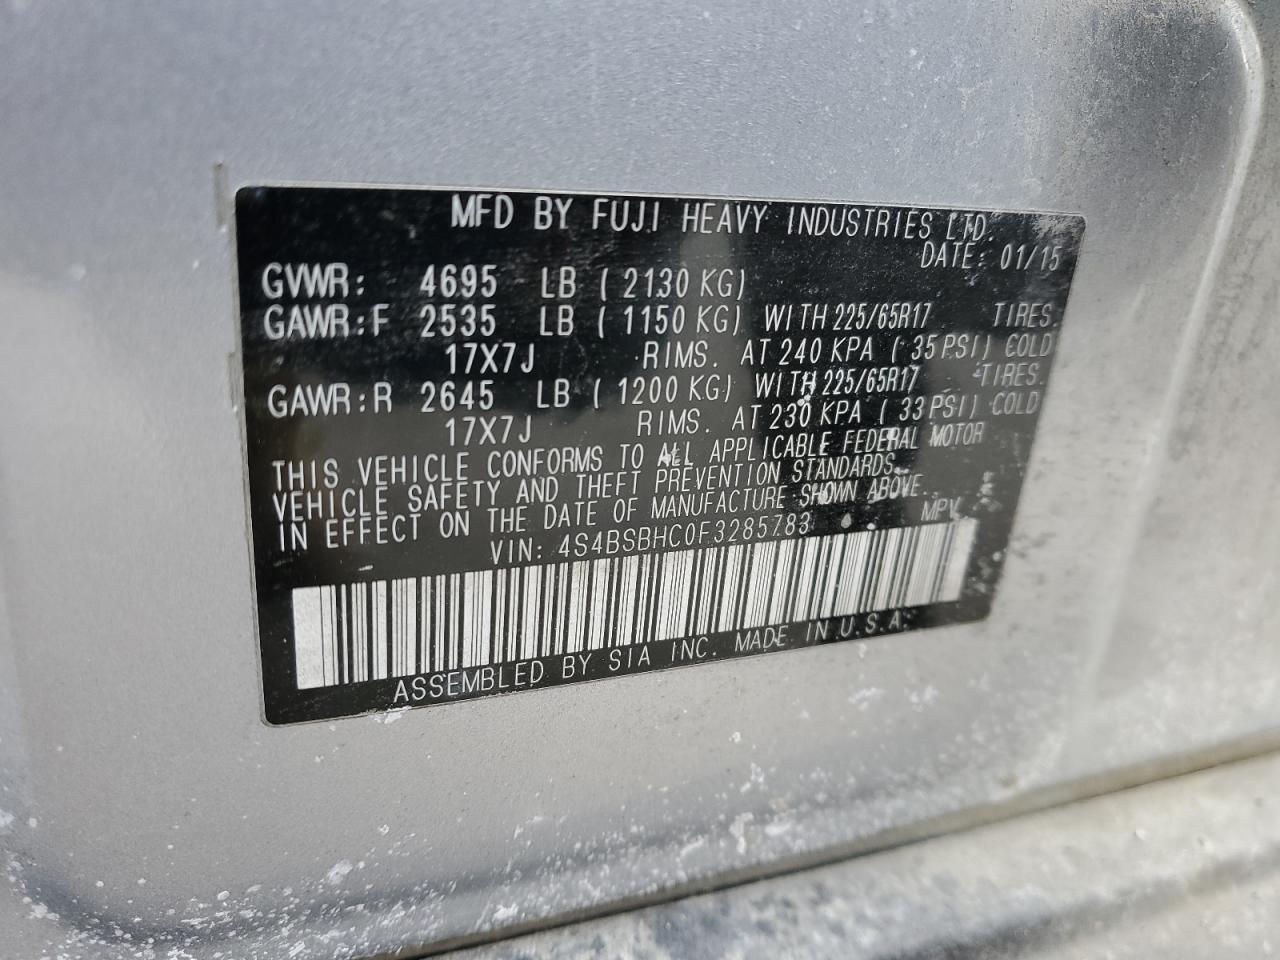 MFD BY FUJI HEAVY INDUSTRIES LTD.
DATE: 01/15
GVWR: 4695 LB (2130 KG)
GAWR:F 2535 LB (1150 KG) WITH 225/65R17 TIRES.
17X7J RIMS. AT 240 KPA (35PSI) COLD
GAWR:R 2645 LB (1200 KG) WITH 225/65R17 TIRES.
17X7J RIMS. AT 230 KPA (33PSI) COLD
THIS VEHICLE CONFORMS TO ALL APPLICABLE FEDERAL MOTOR
VEHICLE SAFETY AND THEFT PREVENTION STANDARDS
IN EFFECT ON THE DATE OF MANUFACTURE SHOWN ABOVE.
VIN: 4S4BSBHC0F3285783 MPV
ASSEMBLED BY SIA INC. MADE IN U.S.A.